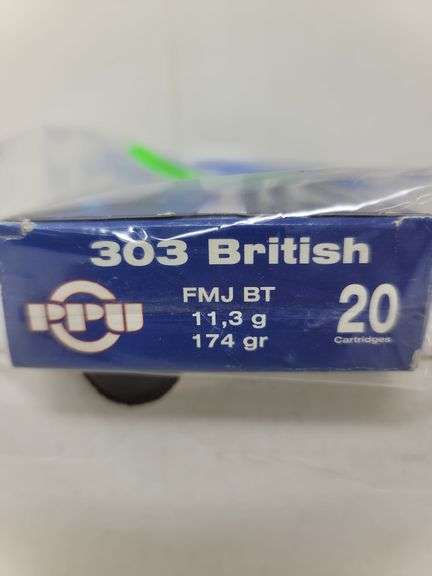 303 British
PPU
FMJ BT
11,3 g
174 gr
20
Cartridges